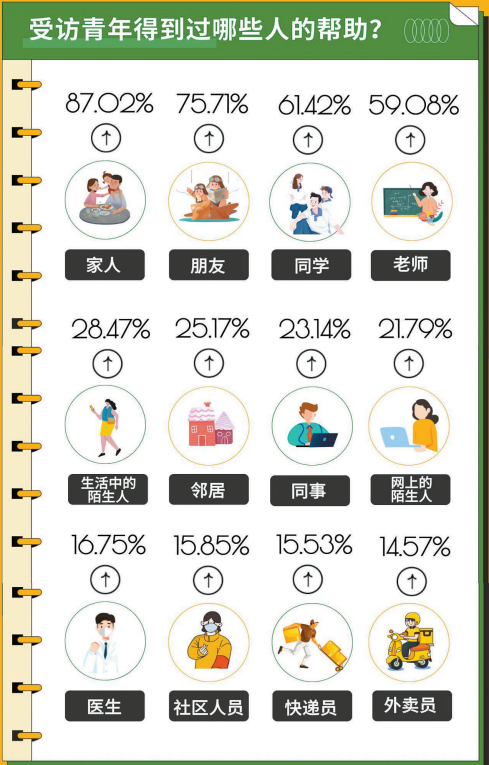 受访青年得到过哪些人的帮助？
87.02% 75.71% 61.42% 59.08%
家人 朋友 同学 老师
28.47% 25.17% 23.14% 21.79%
生活中的
陌生人
邻居 同事
网上的
陌生人
16.75% 15.85% 15.53% 14.57%
医生 社区人员 快递员 外卖员